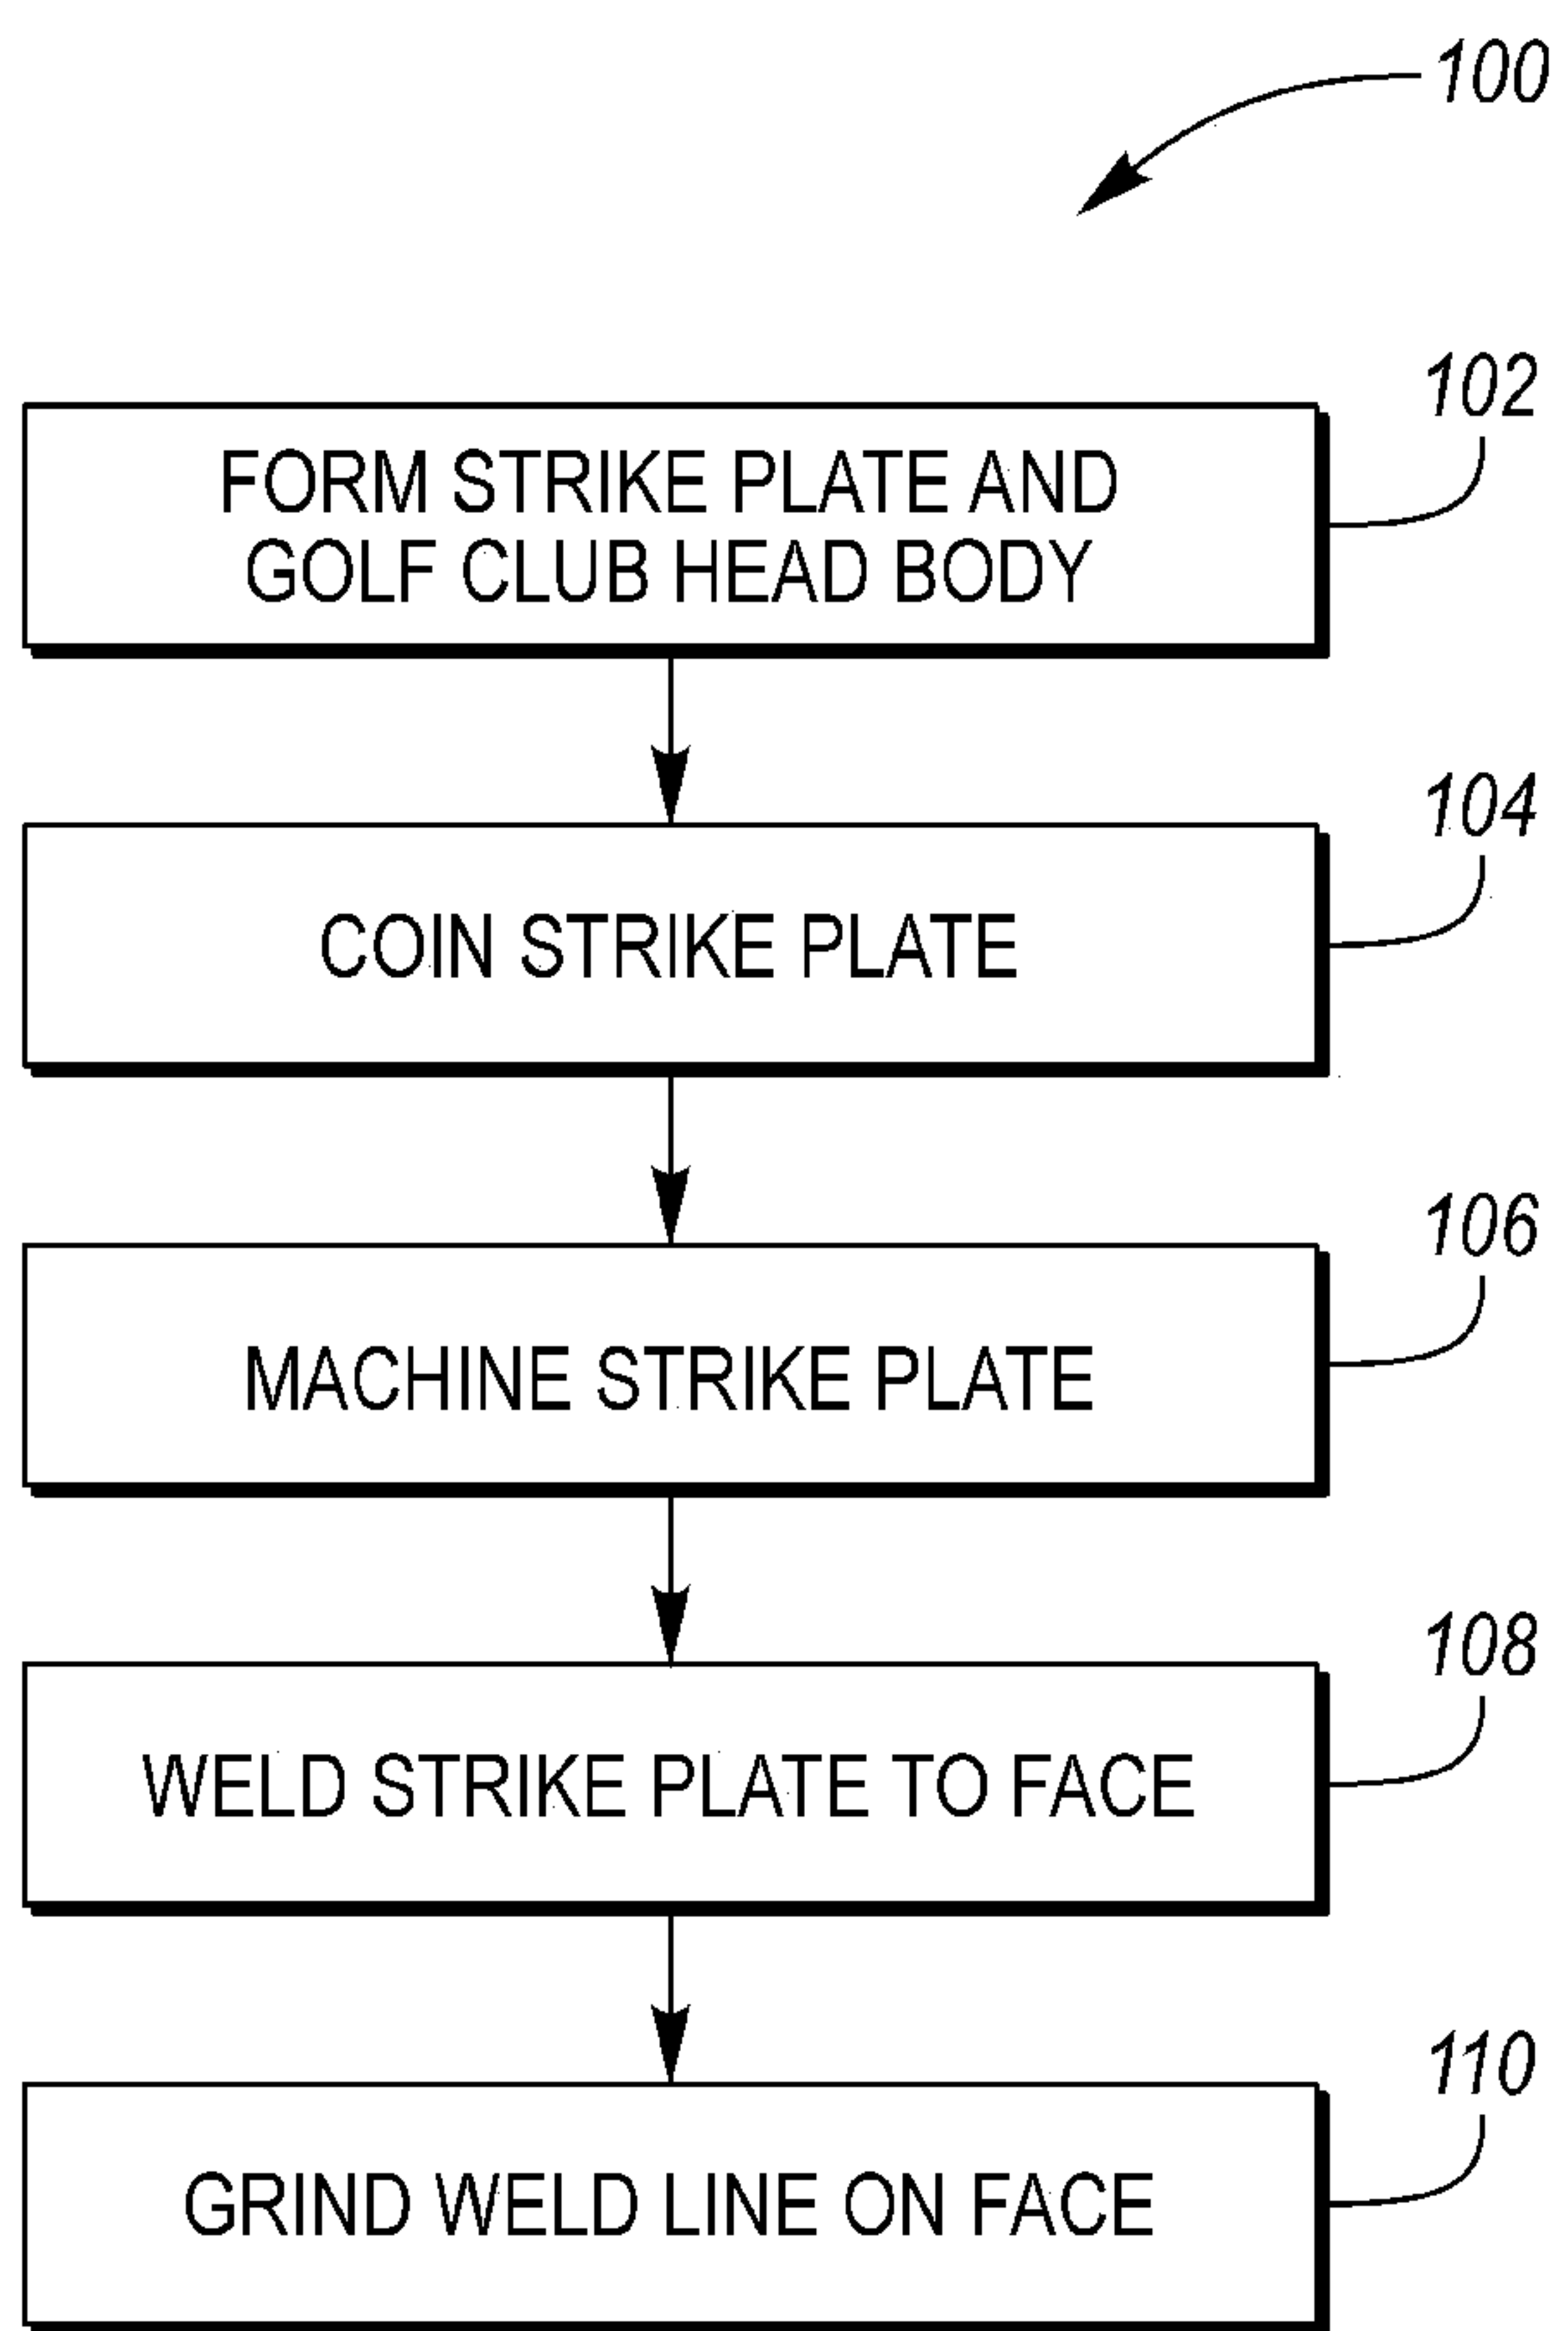 100
102
FORM STRIKE PLATE AND
GOLF CLUB HEAD BODY
104
COIN STRIKE PLATE
106
MACHINE STRIKE PLATE
108
WELD STRIKE PLATE TO FACE
110
GRIND WELD LINE ON FACE